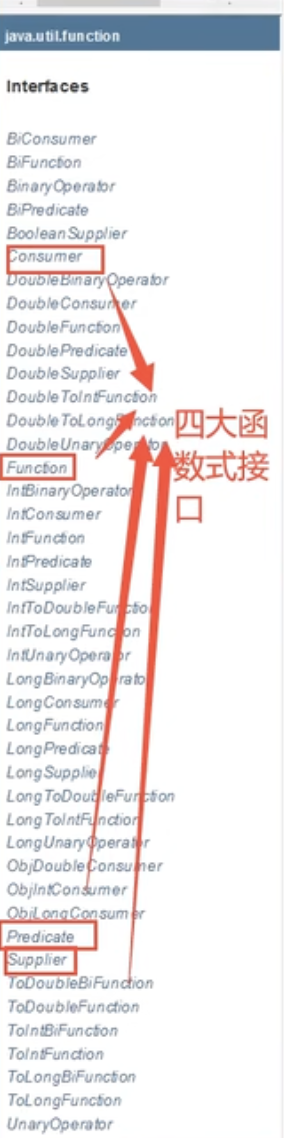 java.util.function
Interfaces
BiConsumer
BiFunction
BinaryOperator
BiPredicate
BooleanSupplier
Consumer
DoubleBinaryOperator
DoubleConsumer
DoubleFunction
DoublePredicate
DoubleSupplier
DoubleToIntFunction
DoubleToLongFunction
DoubleUnaryOperator
Function
IntBinaryOperator
IntConsumer
IntFunction
IntPredicate
IntSupplier
IntToDoubleFunction
IntToLongFunction
IntUnaryOperator
LongBinaryOperator
LongConsumer
LongFunction
LongPredicate
LongSupplier
LongToDoubleFunction
LongToIntFunction
LongUnaryOperator
ObjDoubleConsumer
ObjIntConsumer
ObjLongConsumer
Predicate
Supplier
ToDoubleBiFunction
ToDoubleFunction
ToIntBiFunction
ToIntFunction
ToLongBiFunction
ToLongFunction
UnaryOperator
四大函
数式接
口